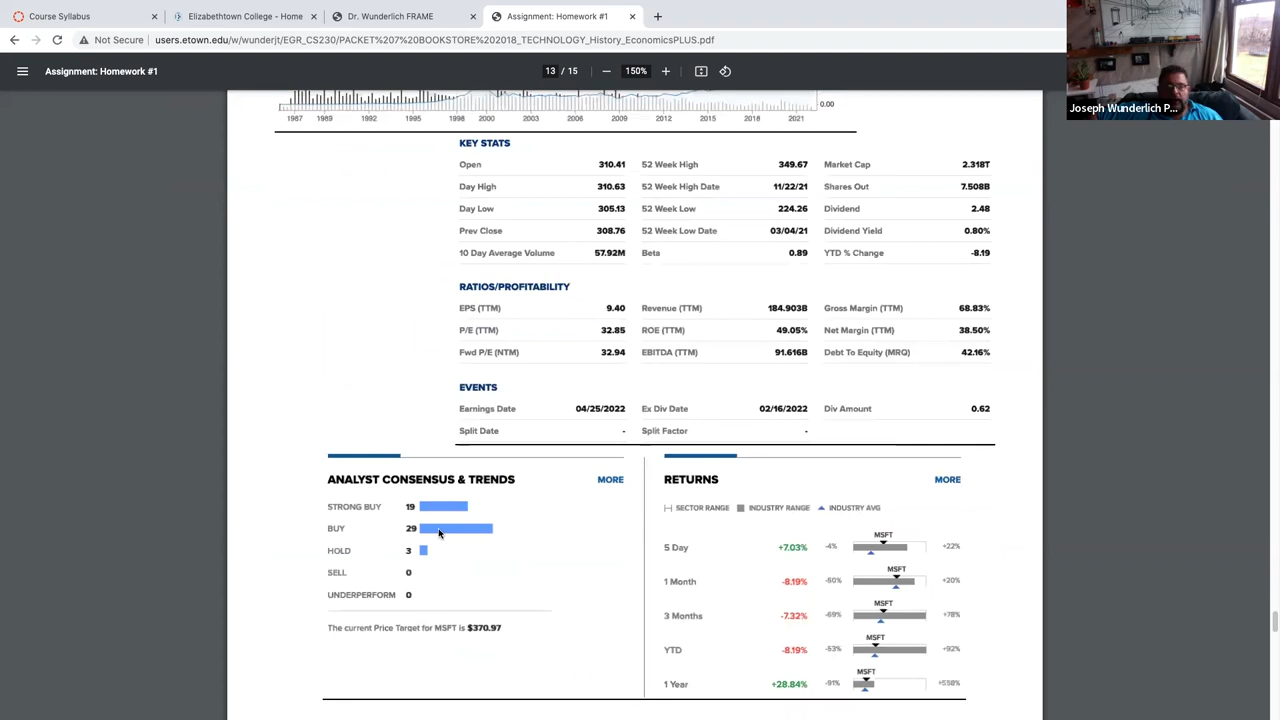 Course Syllabus × Elizabethtown College - Home × Dr. Wunderlich FRAME × Assignment: Homework #1 × +
Not Secure users.etown.edu/w/wunderjt/EGR_CS230/PACKET%207%20BOOKSTORE%202018_TECHNOLOGY_History_EconomicsPLUS.pdf
Assignment: Homework #1 13 / 15 − 150% +
Joseph Wunderlich P...
0.00
1987 1989 1992 1995 1998 2000 2003 2006 2009 2012 2015 2018 2021
KEY STATS
Open 310.41 52 Week High 349.67 Market Cap 2.318T
Day High 310.63 52 Week High Date 11/22/21 Shares Out 7.508B
Day Low 305.13 52 Week Low 224.26 Dividend 2.48
Prev Close 308.76 52 Week Low Date 03/04/21 Dividend Yield 0.80%
10 Day Average Volume 57.92M Beta 0.89 YTD % Change -8.19
RATIOS/PROFITABILITY
EPS (TTM) 9.40 Revenue (TTM) 184.903B Gross Margin (TTM) 68.83%
P/E (TTM) 32.85 ROE (TTM) 49.05% Net Margin (TTM) 38.50%
Fwd P/E (NTM) 32.94 EBITDA (TTM) 91.616B Debt To Equity (MRQ) 42.16%
EVENTS
Earnings Date 04/25/2022 Ex Div Date 02/16/2022 Div Amount 0.62
Split Date - Split Factor -
ANALYST CONSENSUS & TRENDS MORE
STRONG BUY 19
BUY 29
HOLD 3
SELL 0
UNDERPERFORM 0
The current Price Target for MSFT is $370.97
RETURNS MORE
SECTOR RANGE INDUSTRY RANGE INDUSTRY AVG
MSFT
5 Day +7.03% -4% +22%
MSFT
1 Month -8.19% -50% +20%
MSFT
3 Months -7.32% -69% +78%
MSFT
YTD -8.19% -53% +92%
MSFT
1 Year +28.84% -91% +558%